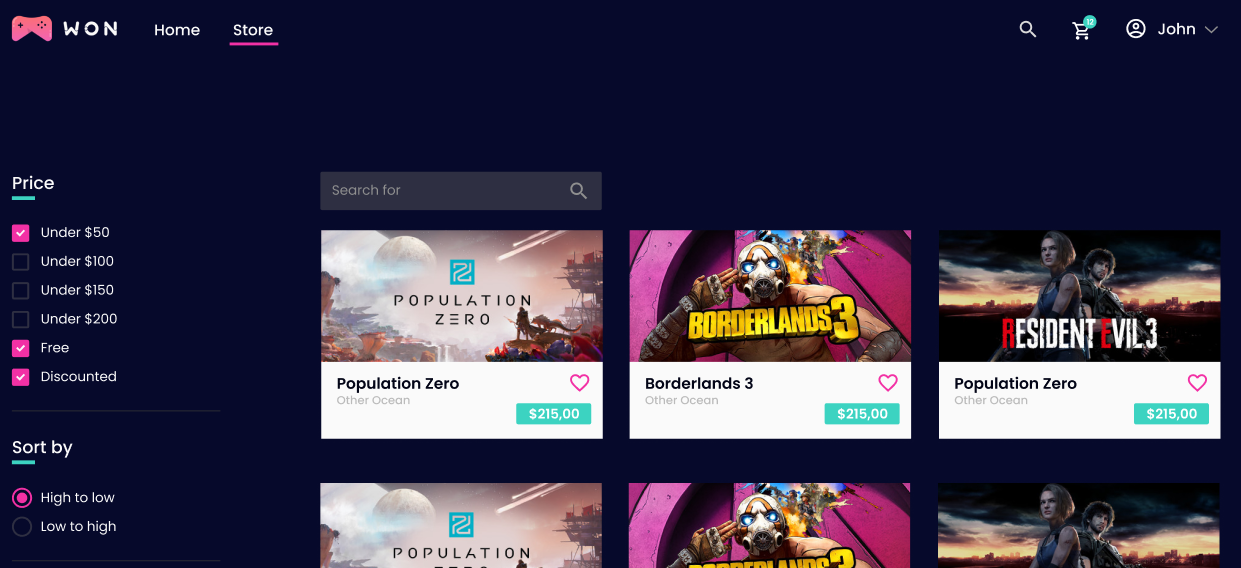 WON
Home
Store
12
John
Price
Under $50
Under $100
Under $150
Under $200
Free
Discounted
Sort by
High to low
Low to high
Search for
POPULATION
ZERO
Population Zero
Other Ocean
$215,00
BORDERLANDS 3
Borderlands 3
Other Ocean
$215,00
RESIDENT EVIL 3
Population Zero
Other Ocean
$215,00
POPULATION
BORDERLANDS 3